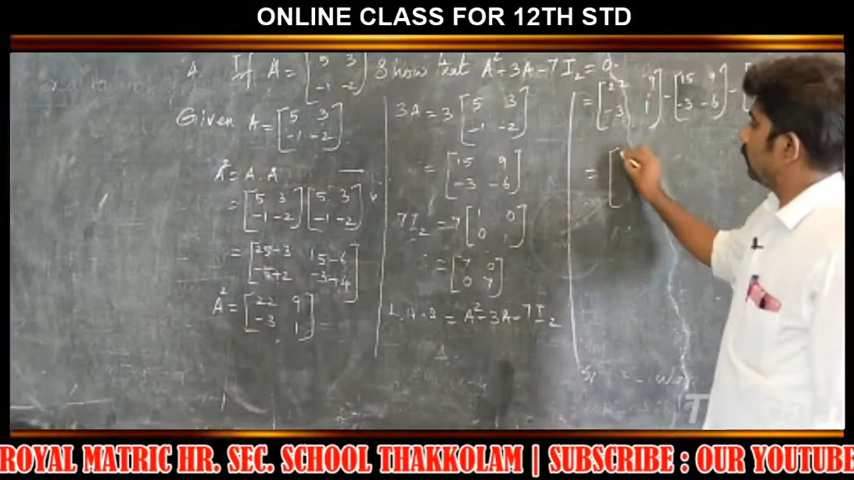 ONLINE CLASS FOR 12TH STD
If A = [5 3 -1 -2] Show that A² - 3A - 7I₂ = 0.
Given A = [5 3 -1 -2]
A² = A.A
= [5 3 -1 -2] [5 3 -1 -2]
= [25-3 15-6 -5+2 -3+4]
A² = [22 9 -3 1]
3A = 3 [5 3 -1 -2]
= [15 9 -3 -6]
7I₂ = 7 [1 0 0 1]
= [7 0 0 7]
L.H.S = A² - 3A - 7I₂
= [22 9 -3 1] - [15 9 -3 -6] -
= [
ROYAL MATRIC HR. SEC. SCHOOL THAKKOLAM | SUBSCRIBE : OUR YOUTUBE